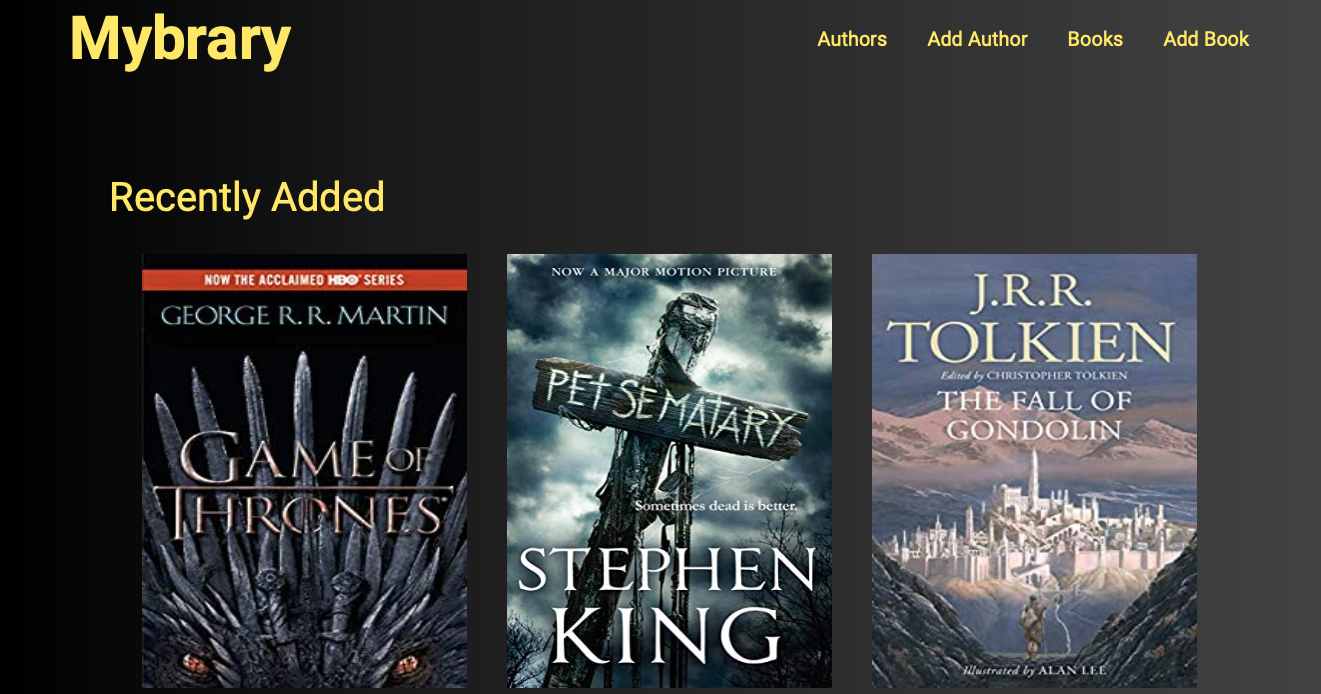 Mybrary
Authors Add Author Books Add Book
Recently Added
NOW THE ACCLAIMED HBO SERIES
GEORGE R. R. MARTIN
GAME OF
THRONES
NOW A MAJOR MOTION PICTURE
PET SEMATARY
Sometimes dead is better.
STEPHEN
KING
J.R.R.
TOLKIEN
Edited by CHRISTOPHER TOLKIEN
THE FALL OF
GONDOLIN
Illustrated by ALAN LEE